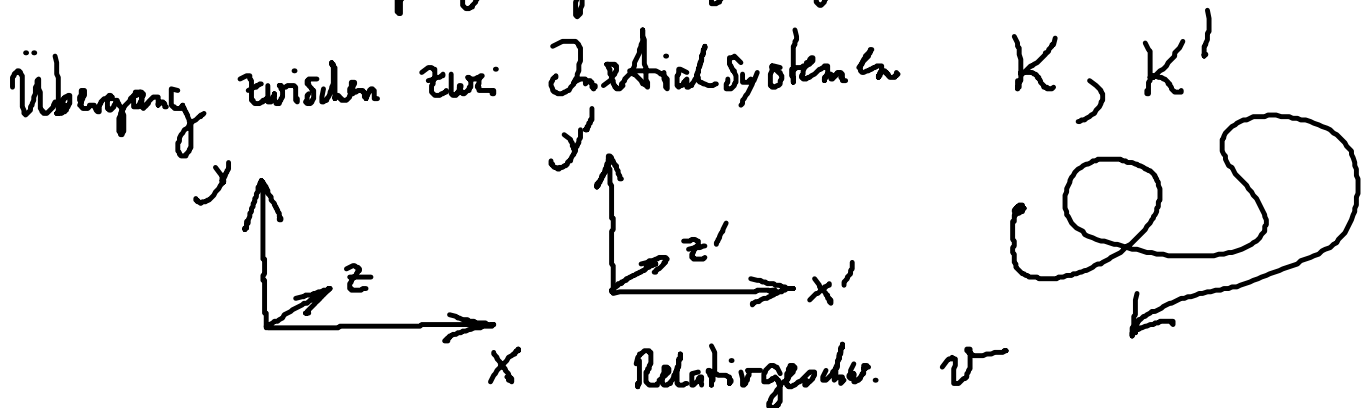 Übergang zwischen zwei Inertialsystemen K, K'
y y'
z z'
x x'
Relativgeschw. v